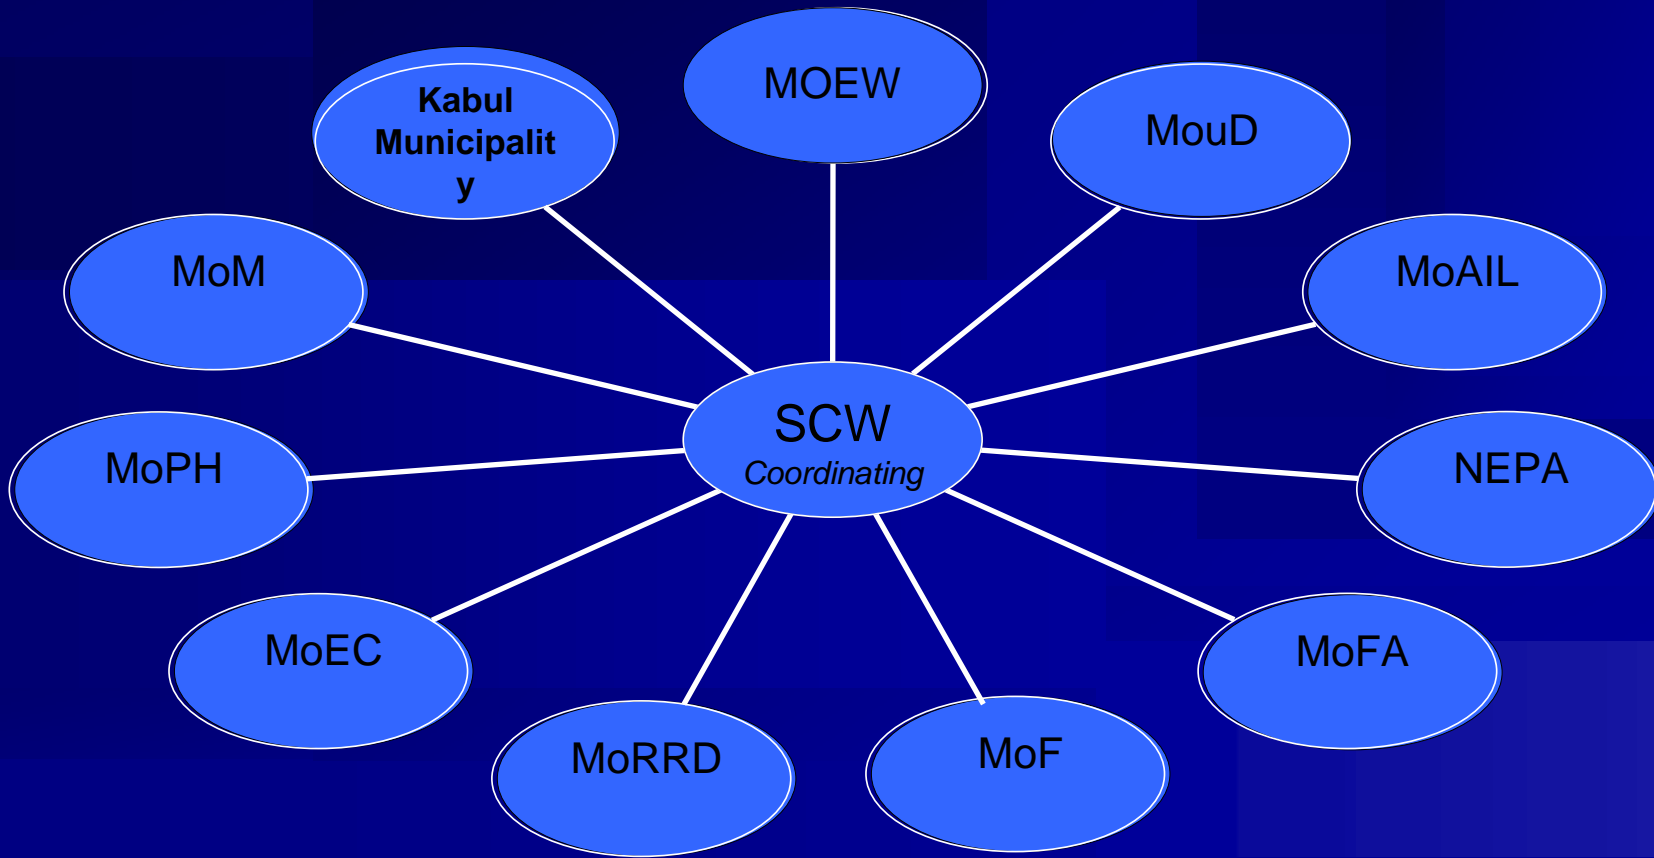 MOEW
Kabul
Municipalit
y
MouD
MoM
MoAIL
SCW
Coordinating
MoPH
NEPA
MoEC
MoFA
MoRRD
MoF